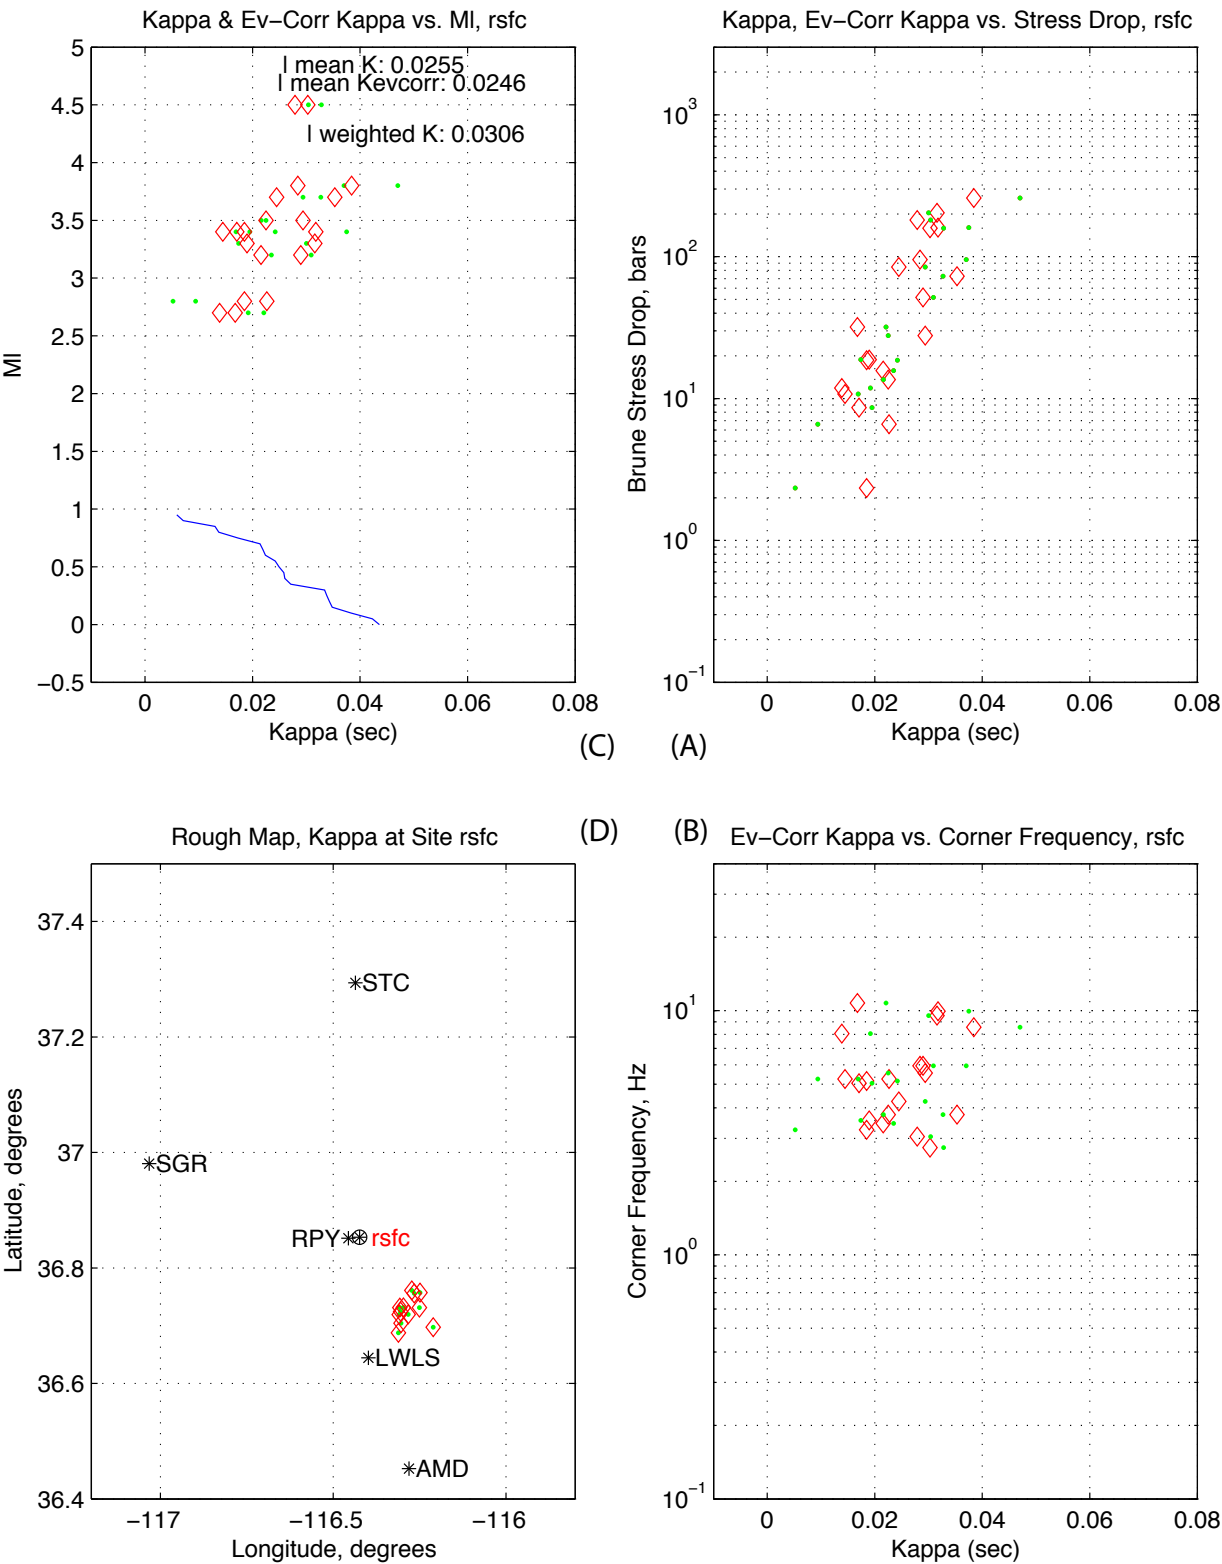 Kappa & Ev−Corr Kappa vs. Ml, rsfc
l mean K: 0.0255
l mean Kevcorr: 0.0246
l weighted K: 0.0306
5
4.5
4
3.5
3
2.5
2
1.5
1
0.5
0
−0.5
Ml
0 0.02 0.04 0.06 0.08
Kappa (sec)
(C)
Kappa, Ev−Corr Kappa vs. Stress Drop, rsfc
10^3
10^2
10^1
10^0
10^−1
Brune Stress Drop, bars
0 0.02 0.04 0.06 0.08
Kappa (sec)
(A)
Rough Map, Kappa at Site rsfc
(D)
37.4
37.2
37
36.8
36.6
36.4
Latitude, degrees
STC
SGR
RPY rsfc
LWLS
AMD
−117 −116.5 −116
Longitude, degrees
(B)
Ev−Corr Kappa vs. Corner Frequency, rsfc
10^1
10^0
10^−1
Corner Frequency, Hz
0 0.02 0.04 0.06 0.08
Kappa (sec)